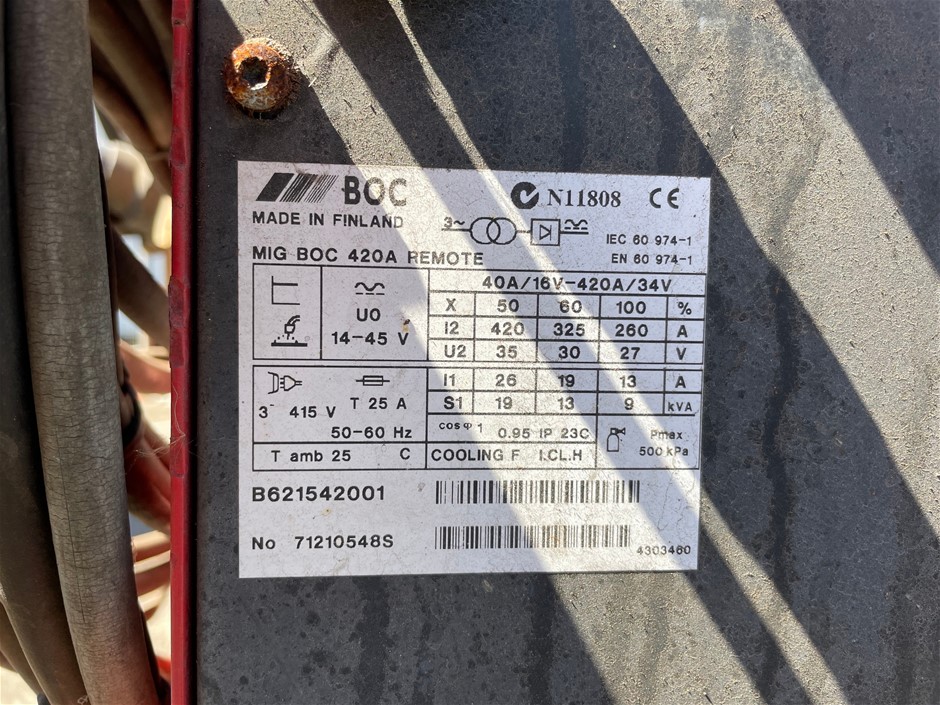 BOC N11808 CE
MADE IN FINLAND 3~
IEC 60 974-1
MIG BOC 420A REMOTE EN 60 974-1
40A/16V-420A/34V
X 50 60 100 %
U0
I2 420 325 260 A
14-45 V
U2 35 30 27 V
I1 26 19 13 A
3 415 V T 25 A
S1 19 13 9 kVA
50-60 Hz
cos φ 1 0.95 IP 23C
Pmax
500 kPa
T amb 25 C
COOLING F I.CL.H
B621542001
No 71210548S
4303460